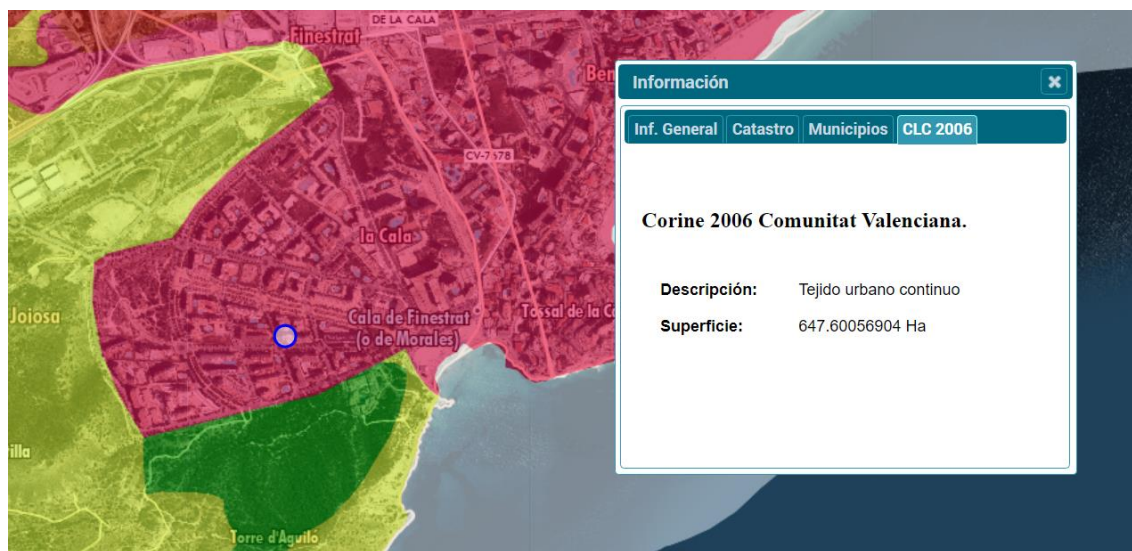 DE LA CALA
Finestrat
Ben
CV-7
la Cala
Joiosa
Cala de Finestrat
(o de Morales)
Tossal de la Ca
illa
Torre d'Aguiló
Información
Inf. General Catastro Municipios CLC 2006
Corine 2006 Comunitat Valenciana.
Descripción: Tejido urbano continuo
Superficie: 647.60056904 Ha